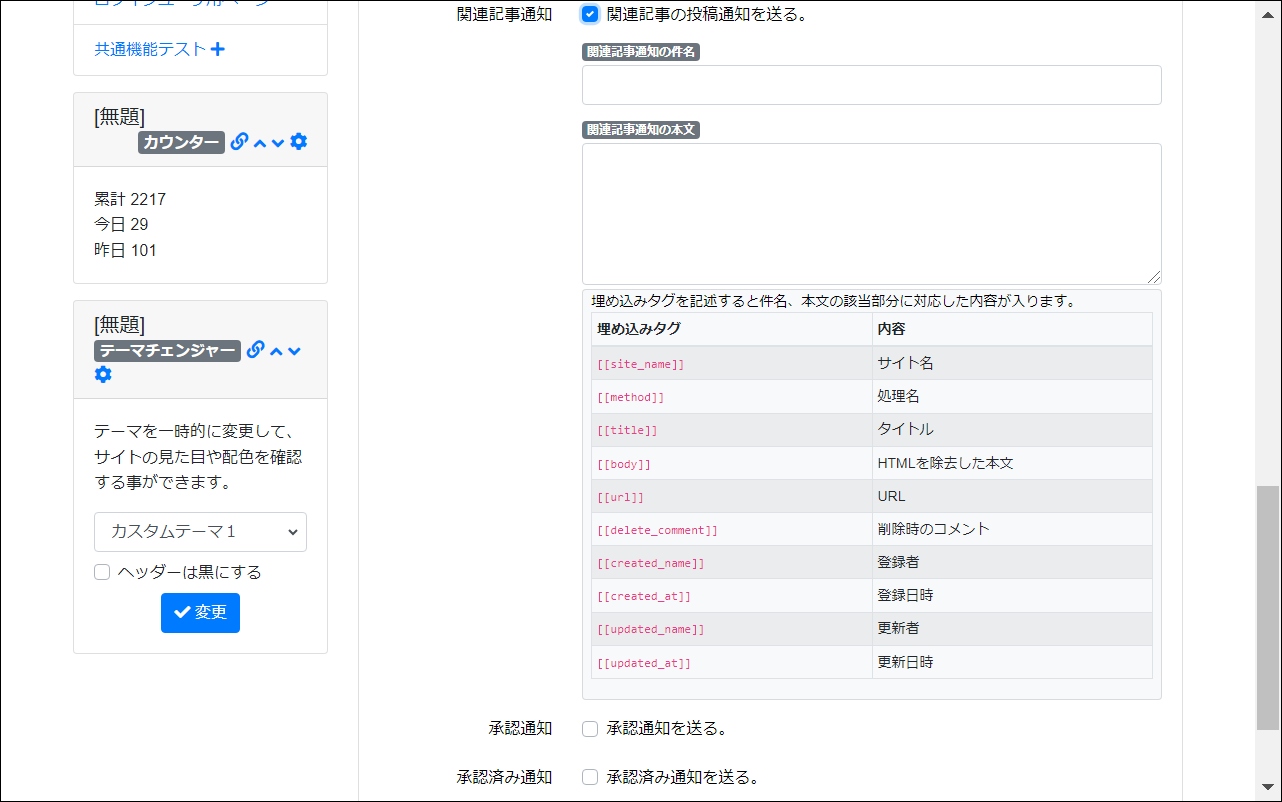 共通機能テスト
[無題]
カウンター
累計 2217
今日 29
昨日 101
[無題]
テーマチェンジャー
テーマを一時的に変更して、
サイトの見た目や配色を確認
する事ができます。
カスタムテーマ１
ヘッダーは黒にする
変更
関連記事通知 関連記事の投稿通知を送る。
関連記事通知の件名
関連記事通知の本文
埋め込みタグを記述すると件名、本文の該当部分に対応した内容が入ります。
埋め込みタグ 内容
[[site_name]] サイト名
[[method]] 処理名
[[title]] タイトル
[[body]] HTMLを除去した本文
[[url]] URL
[[delete_comment]] 削除時のコメント
[[created_name]] 登録者
[[created_at]] 登録日時
[[updated_name]] 更新者
[[updated_at]] 更新日時
承認通知 承認通知を送る。
承認済み通知 承認済み通知を送る。